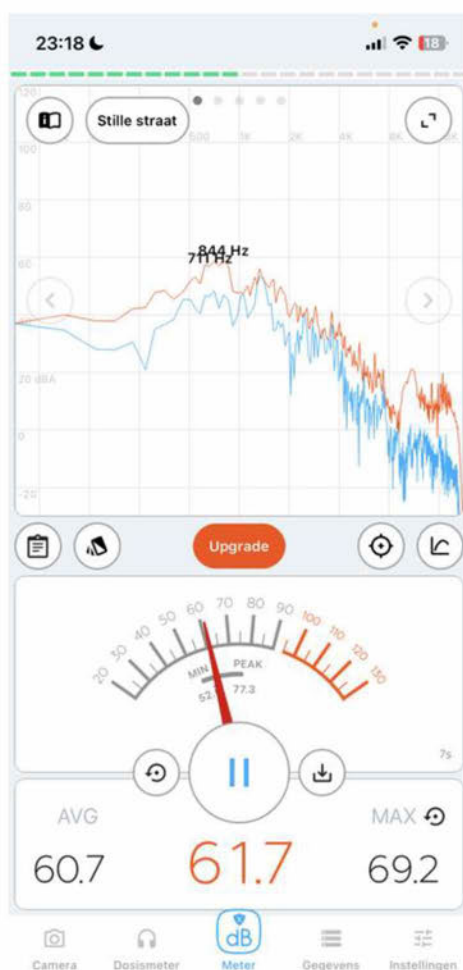 23:18
18
120
Stille straat
500 1K 2K 4K 8K
100
80
844 Hz
711 Hz
60
20 dBA
0
-20
Upgrade
20 30 40 50 60 70 80 90 100 110 120 130
MIN PEAK
77.3
7s
AVG MAX
60.7 61.7 69.2
dB
Camera Dosismeter Meter Gegevens Instellingen